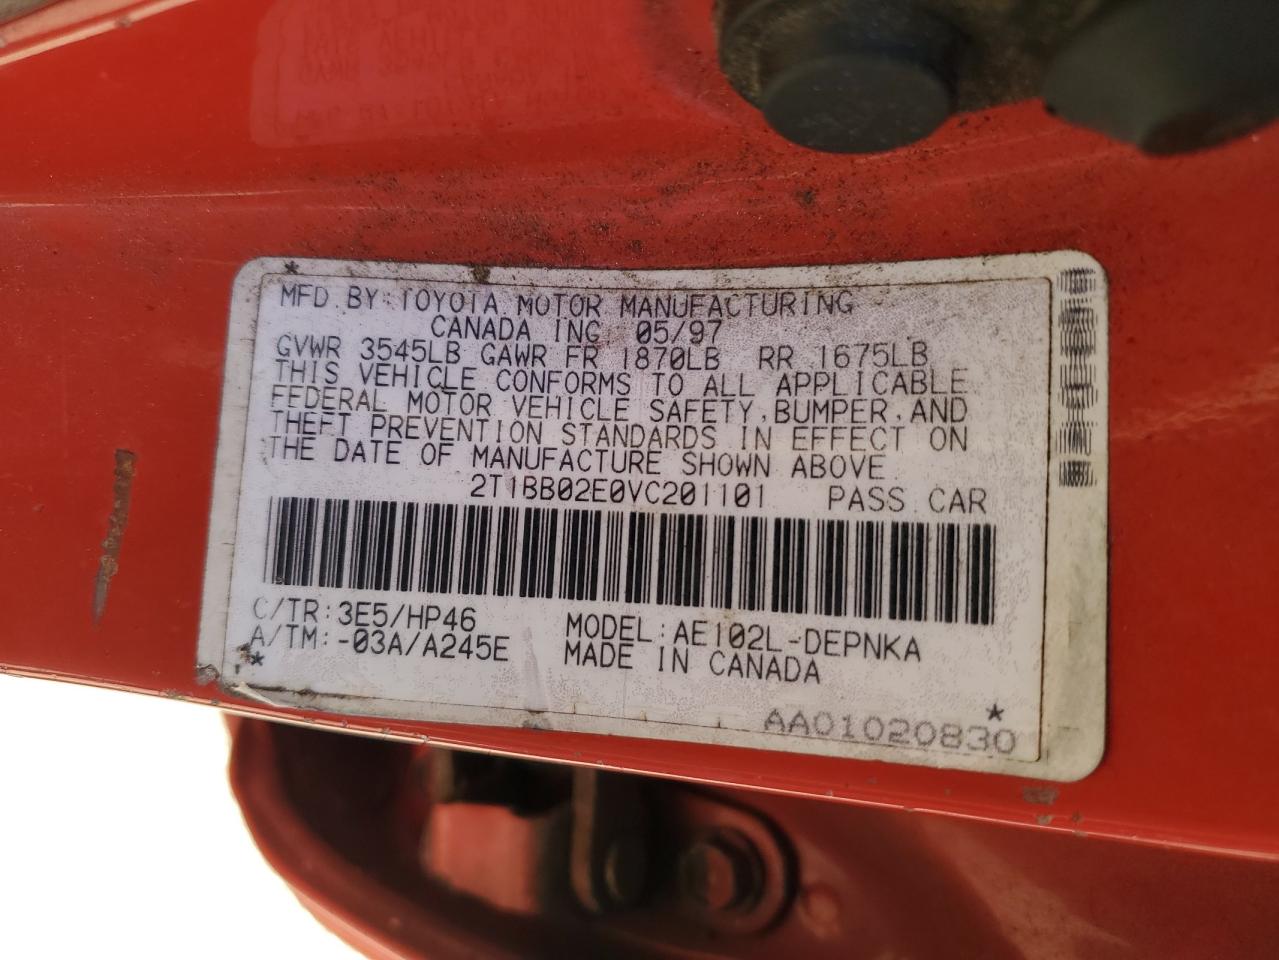 *
MFD BY:TOYOTA MOTOR MANUFACTURING
CANADA INC 05/97
GVWR 3545LB GAWR FR 1870LB RR 1675LB
THIS VEHICLE CONFORMS TO ALL APPLICABLE
FEDERAL MOTOR VEHICLE SAFETY,BUMPER,AND
THEFT PREVENTION STANDARDS IN EFFECT ON
THE DATE OF MANUFACTURE SHOWN ABOVE
2T1BB02E0VC201101 PASS CAR
C/TR:3E5/HP46 MODEL:AE102L-DEPNKA
A/TM:-03A/A245E MADE IN CANADA
* *
AA01020830